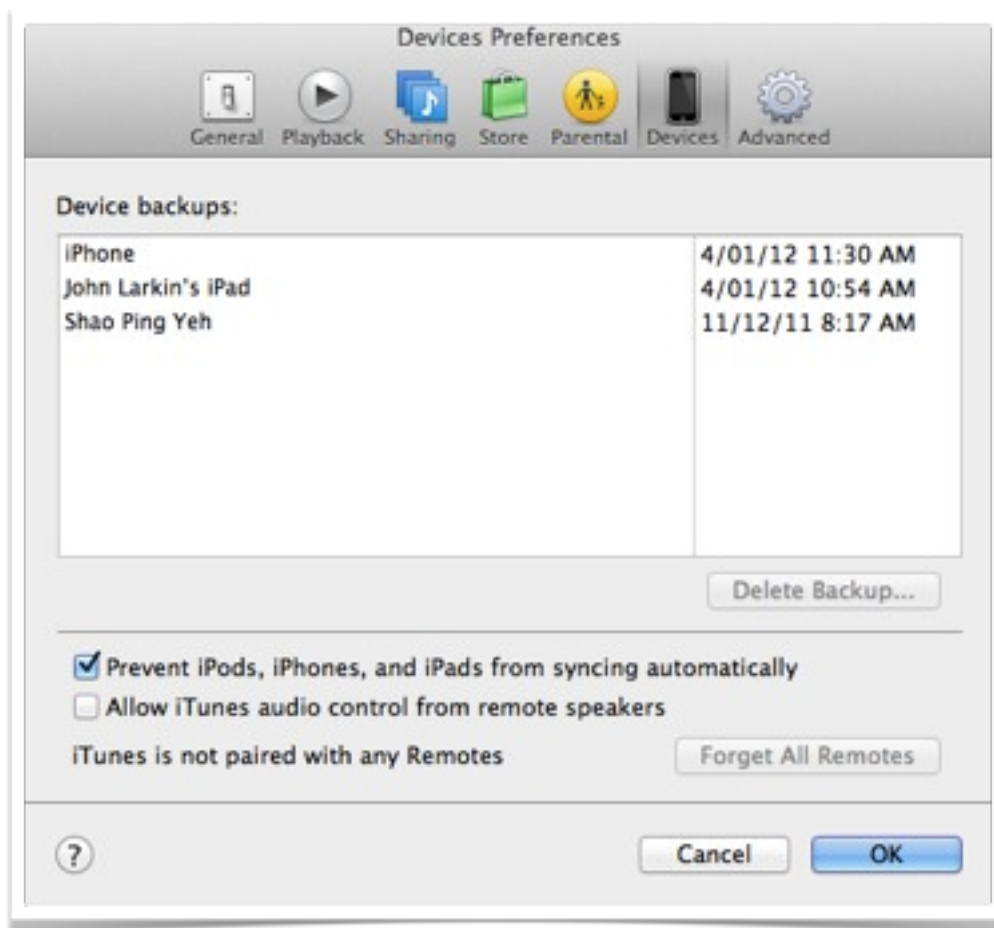 Devices Preferences
General Playback Sharing Store Parental Devices Advanced
Device backups:
iPhone 4/01/12 11:30 AM
John Larkin's iPad 4/01/12 10:54 AM
Shao Ping Yeh 11/12/11 8:17 AM
Delete Backup...
Prevent iPods, iPhones, and iPads from syncing automatically
Allow iTunes audio control from remote speakers
iTunes is not paired with any Remotes Forget All Remotes
? Cancel OK